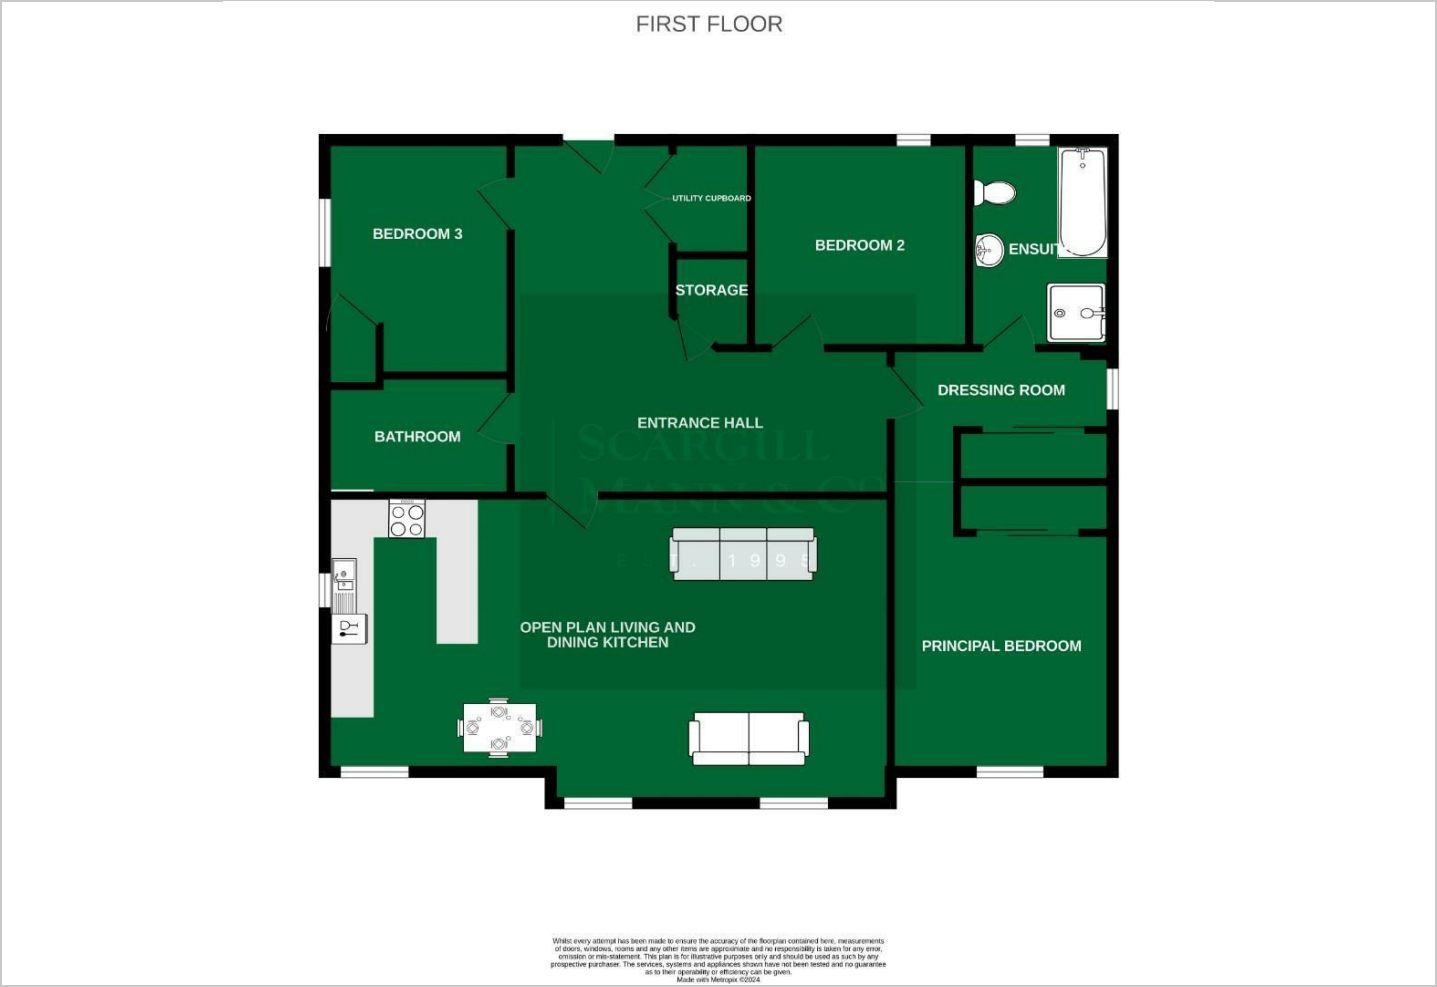 FIRST FLOOR
UTILITY CUPBOARD
BEDROOM 3
BEDROOM 2
ENSUIT
STORAGE
DRESSING ROOM
ENTRANCE HALL
BATHROOM
SCARGILL
MANN & Co
EST. 1995
OPEN PLAN LIVING AND
DINING KITCHEN
PRINCIPAL BEDROOM
Whilst every attempt has been made to ensure the accuracy of the floorplan contained here, measurements
of doors, windows, rooms and any other items are approximate and no responsibility is taken for any error,
omission or mis-statement. This plan is for illustrative purposes only and should be used as such by any
prospective purchaser. The services, systems and appliances shown have not been tested and no guarantee
as to their operability or efficiency can be given.
Made with Metropix ©2024